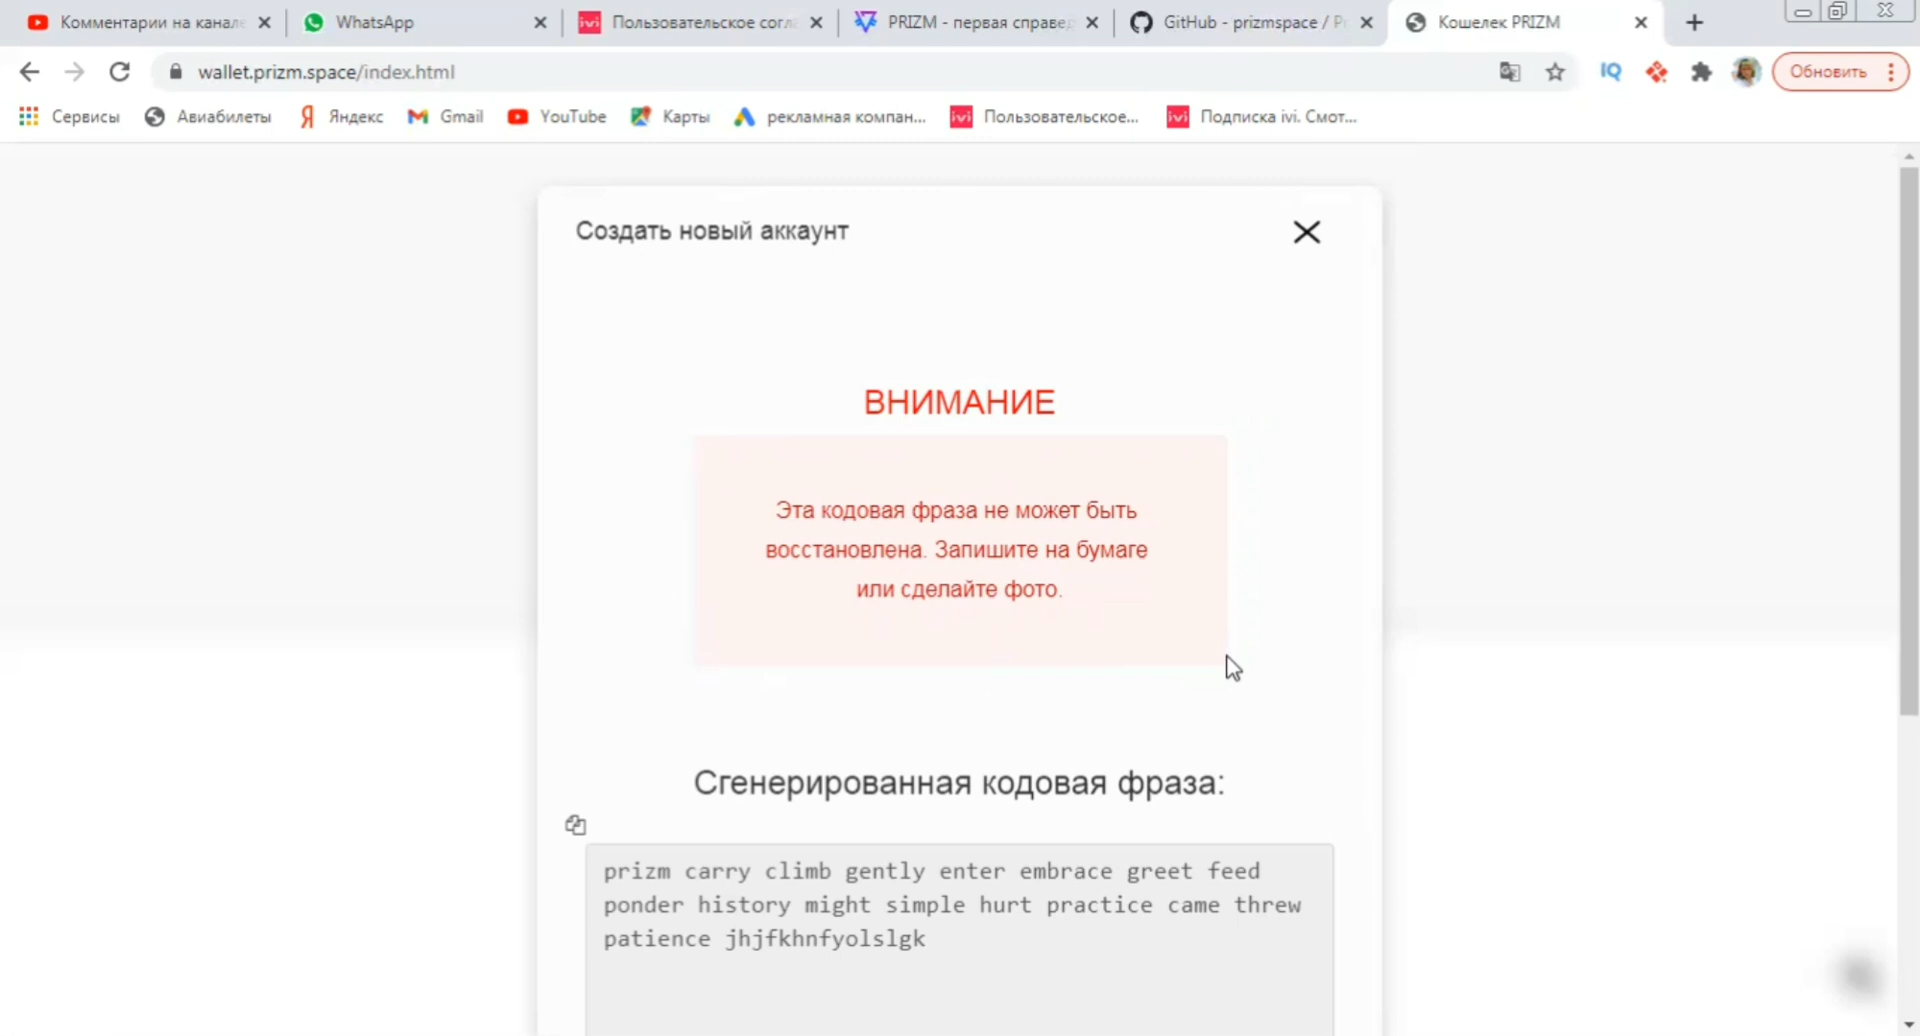 Комментарии на канале
WhatsApp
Пользовательское согл
PRIZM - первая справед
GitHub - prizmspace / P
Кошелек PRIZM
wallet.prizm.space/index.html
Обновить
Сервисы
Авиабилеты
Яндекс
Gmail
YouTube
Карты
рекламная компан...
Пользовательское...
Подписка ivi. Смот...
Создать новый аккаунт
ВНИМАНИЕ
Эта кодовая фраза не может быть
восстановлена. Запишите на бумаге
или сделайте фото.
Сгенерированная кодовая фраза:
prizm carry climb gently enter embrace greet feed
ponder history might simple hurt practice came threw
patience jhjfkhnfyolslgk